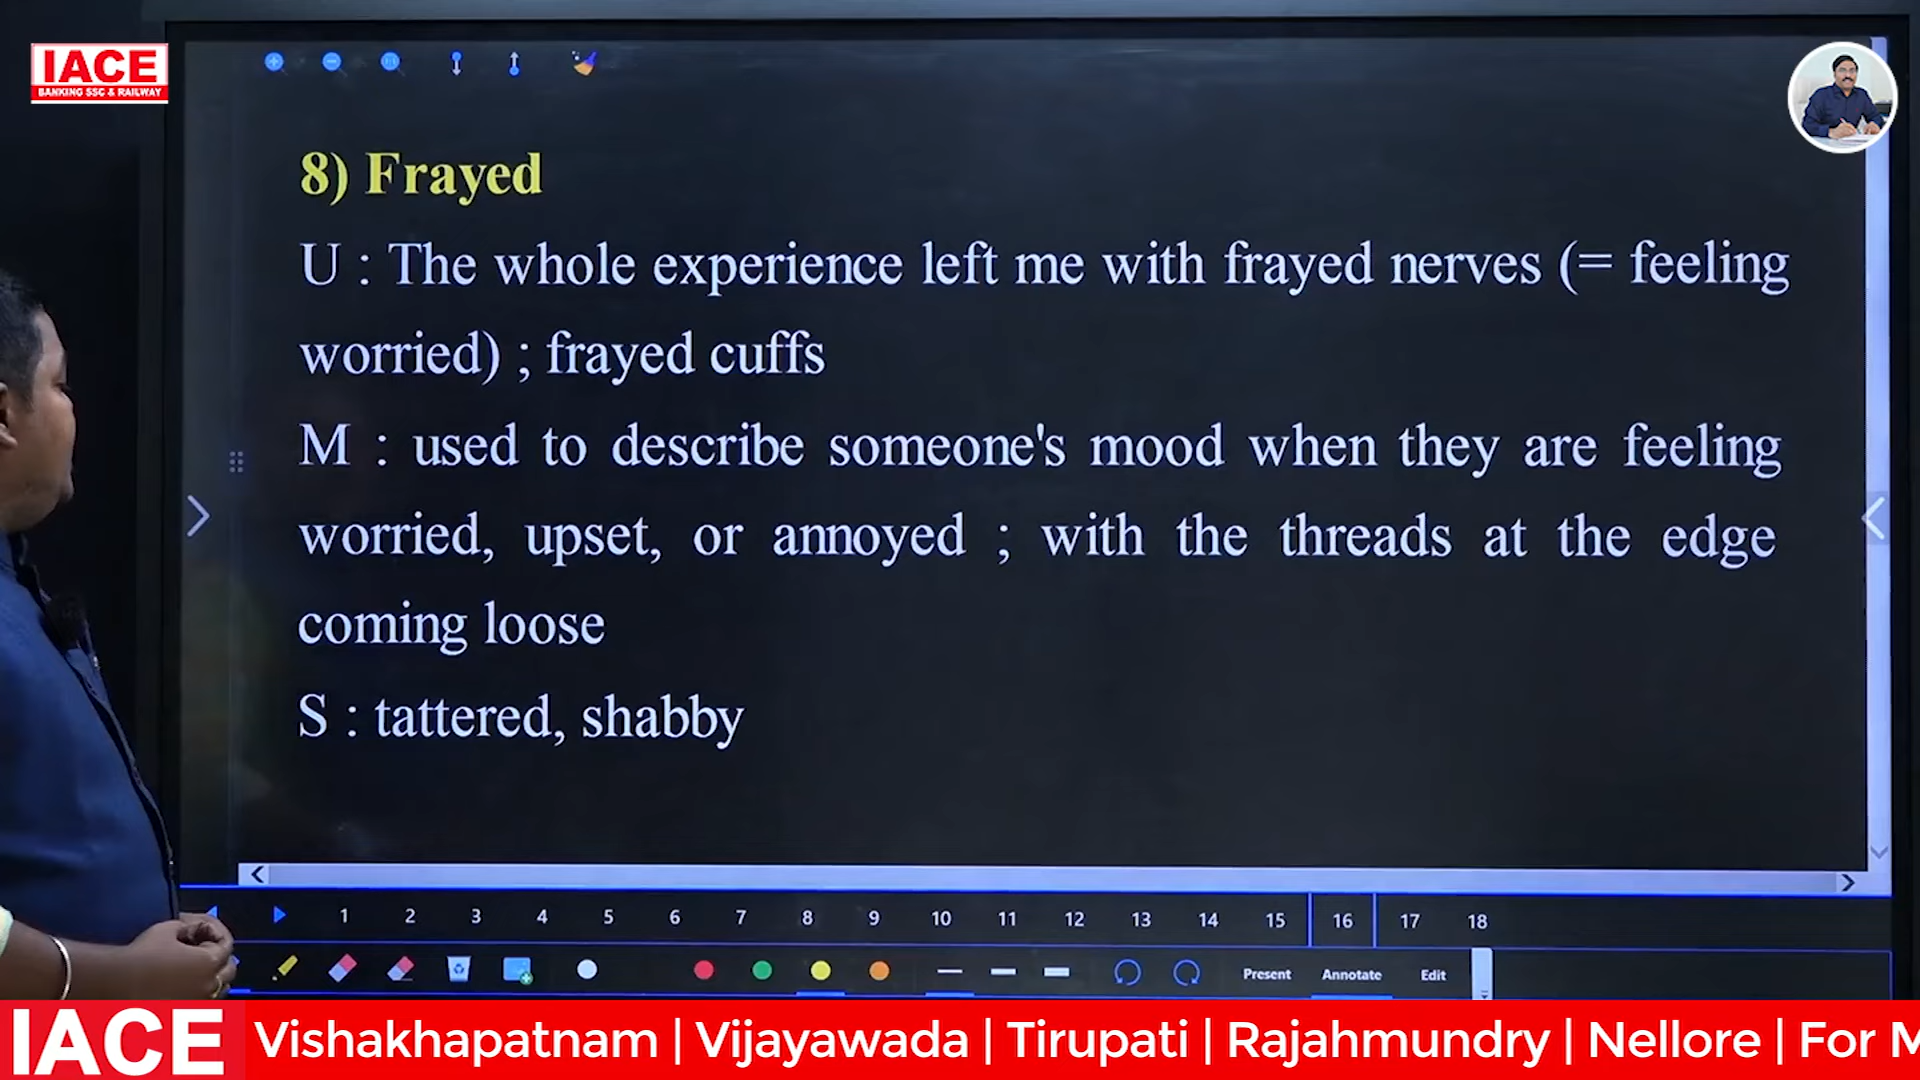 IACE
BANKING SSC & RAILWAY
8) Frayed
U : The whole experience left me with frayed nerves (= feeling
worried) ; frayed cuffs
M : used to describe someone's mood when they are feeling
worried, upset, or annoyed ; with the threads at the edge
coming loose
S : tattered, shabby
1 2 3 4 5 6 7 8 9 10 11 12 13 14 15 16 17 18
Present Annotate Edit
IACE Vishakhapatnam | Vijayawada | Tirupati | Rajahmundry | Nellore | For M